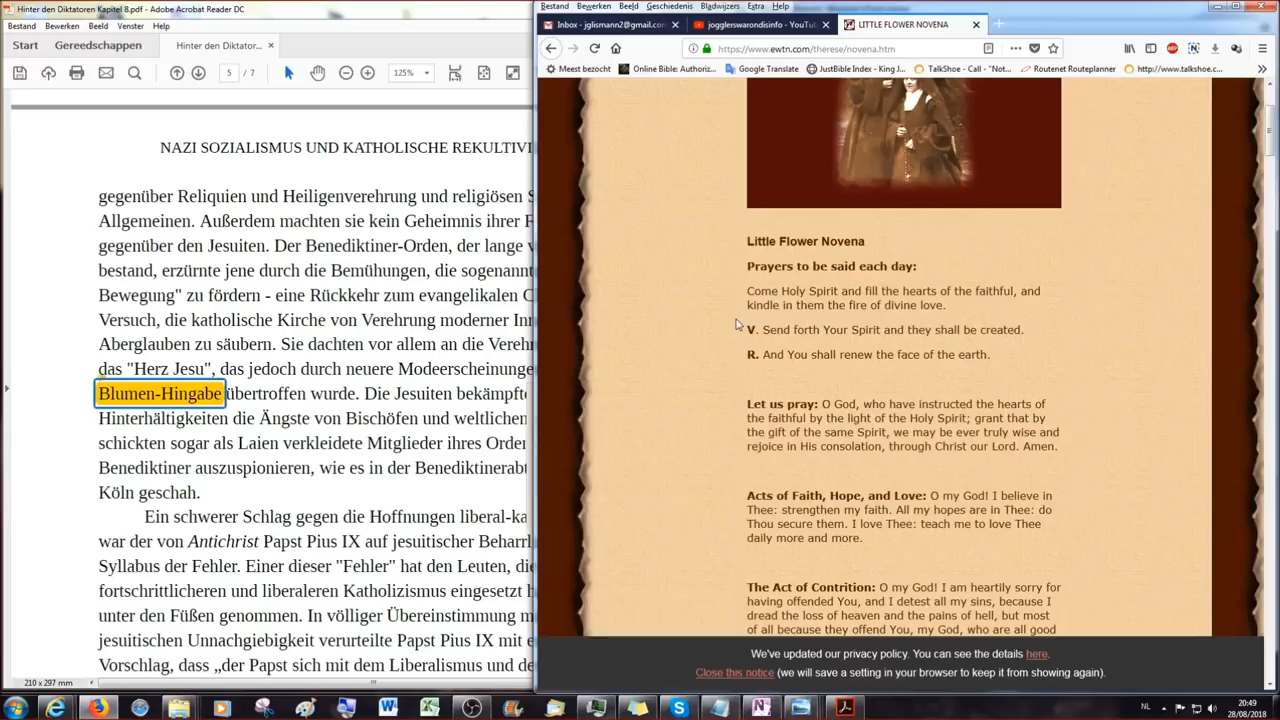 Hinter den Diktatoren Kapitel 8.pdf - Adobe Acrobat Reader DC
Bestand Bewerken Beeld Venster Help
Start Gereedschappen Hinter den Diktator... ×
5 / 7 125%
NAZI SOZIALISMUS UND KATHOLISCHE REKULTIVI
gegenüber Reliquien und Heiligenverehrung und religiösen S
Allgemeinen. Außerdem machten sie kein Geheimnis ihrer F
gegenüber den Jesuiten. Der Benediktiner-Orden, der lange v
bestand, erzürnte jene durch die Bemühungen, die sogenannt
Bewegung" zu fördern - eine Rückkehr zum evangelikalen C
Versuch, die katholische Kirche von Verehrung moderner Inn
Aberglauben zu säubern. Sie dachten vor allem an die Verehr
das "Herz Jesu", das jedoch durch neuere Modeerscheinunge
Blumen-Hingabe übertroffen wurde. Die Jesuiten bekämpfte
Hinterhältigkeiten die Ängste von Bischöfen und weltlichen
schickten sogar als Laien verkleidete Mitglieder ihres Orden
Benediktiner auszuspionieren, wie es in der Benediktinerabt
Köln geschah.
Ein schwerer Schlag gegen die Hoffnungen liberal-ka
war der von Antichrist Papst Pius IX auf jesuitischer Beharrl
Syllabus der Fehler. Einer dieser "Fehler" hat den Leuten, die
fortschrittlicheren und liberaleren Katholizismus eingesetzt h
unter den Füßen genommen. In völliger Übereinstimmung m
jesuitischen Unnachgiebigkeit verurteilte Papst Pius IX mit e
Vorschlag, dass „der Papst sich mit dem Liberalismus und de
210 x 297 mm
Bestand Bewerken Beeld Geschiedenis Bladwijzers Extra Help
Inbox - jglismann2@gmail.com × jogglerswarondisinfo - YouTu × LITTLE FLOWER NOVENA ×
https://www.ewtn.com/therese/novena.htm
Meest bezocht Online Bible: Authoriz... Google Translate JustBible Index - King J... TalkShoe - Call - "Not... Routenet Routeplanner http://www.talkshoe.c...
Little Flower Novena
Prayers to be said each day:
Come Holy Spirit and fill the hearts of the faithful, and
kindle in them the fire of divine love.
V. Send forth Your Spirit and they shall be created.
R. And You shall renew the face of the earth.
Let us pray: O God, who have instructed the hearts of
the faithful by the light of the Holy Spirit; grant that by
the gift of the same Spirit, we may be ever truly wise and
rejoice in His consolation, through Christ our Lord. Amen.
Acts of Faith, Hope, and Love: O my God! I believe in
Thee: strengthen my faith. All my hopes are in Thee: do
Thou secure them. I love Thee: teach me to love Thee
daily more and more.
The Act of Contrition: O my God! I am heartily sorry for
having offended You, and I detest all my sins, because I
dread the loss of heaven and the pains of hell, but most
of all because they offend You, my God, who are all good
We've updated our privacy policy. You can see the details here.
Close this notice (we will save a setting in your browser to keep it from showing again).
NL
20:49
28/08/2018